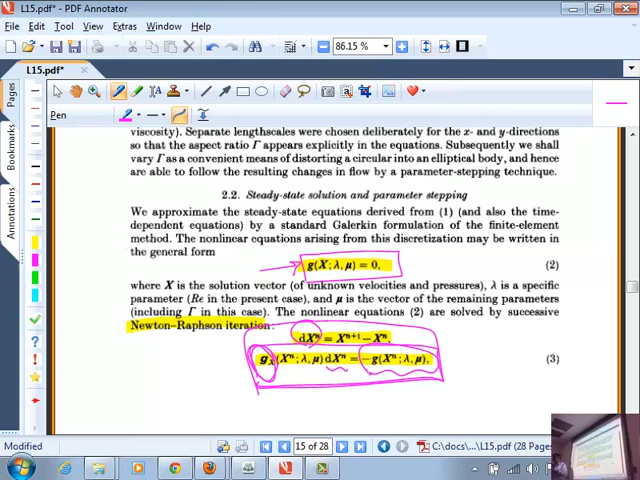 L15.pdf* - PDF Annotator
File Edit View Tools Extras Window Help
86.15 %
L15.pdf*
Pen
Pages
Bookmarks
Annotations
viscosity). Separate lengthscales were chosen deliberately for the x- and y-directions
so that the aspect ratio Γ appears explicitly in the equations. Subsequently we shall
vary Γ as a convenient means of distorting a circular into an elliptical body, and hence
are able to follow the resulting changes in flow by a parameter-stepping technique.
2.2. Steady-state solution and parameter stepping
We approximate the steady-state equations derived from (1) (and also the time-
dependent equations) by a standard Galerkin formulation of the finite-element
method. The nonlinear equations arising from this discretization may be written in
the general form
g(X; λ, μ) = 0, (2)
where X is the solution vector (of unknown velocities and pressures), λ is a specific
parameter (Re in the present case), and μ is the vector of the remaining parameters
(including Γ in this case). The nonlinear equations (2) are solved by successive
Newton–Raphson iteration:
dXⁿ = Xⁿ⁺¹ − Xⁿ,
g_X(Xⁿ; λ, μ) dXⁿ = −g(Xⁿ; λ, μ), (3)
Modified
15 of 28
C:\docs\...\L15.pdf (28 Pages